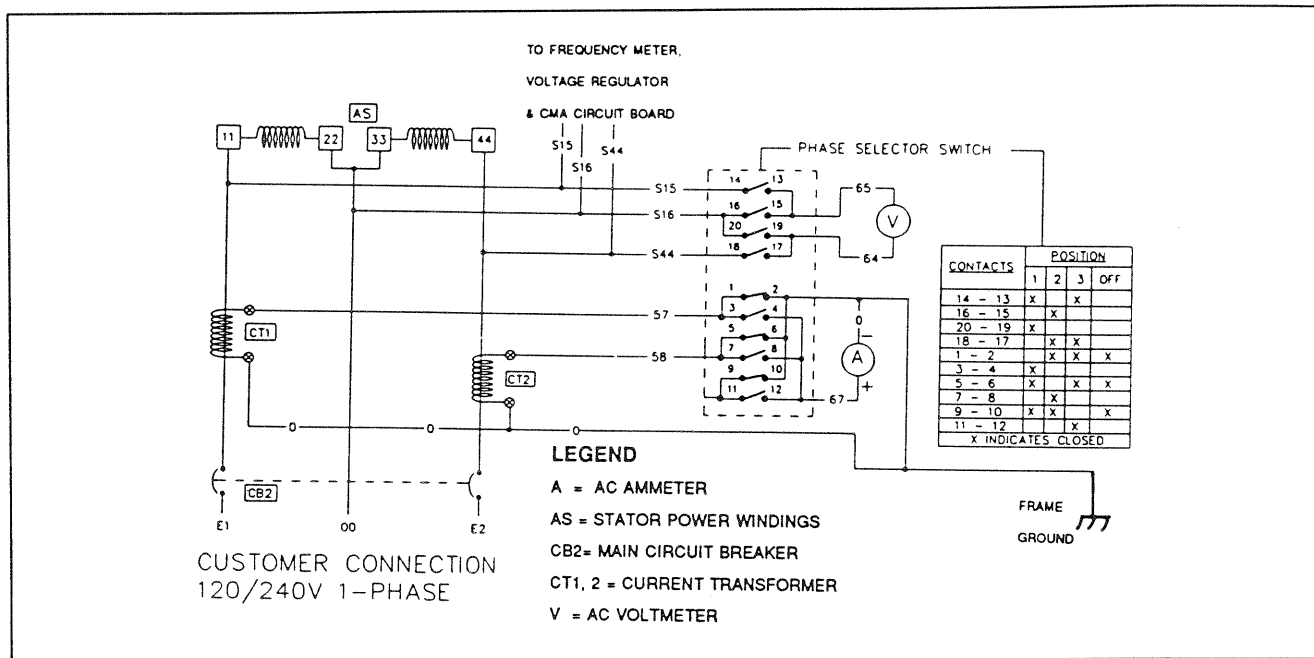 TO FREQUENCY METER,
VOLTAGE REGULATOR
& CMA CIRCUIT BOARD
AS
11
22
33
44
S15
S16
S44
PHASE SELECTOR SWITCH
S15
14
13
65
S16
16
15
V
20
19
S44
18
17
64
CONTACTS
POSITION
1 2 3 OFF
14 - 13 X X
16 - 15 X
20 - 19 X
18 - 17 X X
1 - 2 X X X
3 - 4 X
5 - 6 X X X
7 - 8 X
9 - 10 X X X
11 - 12 X
X INDICATES CLOSED
CT1
57
1
2
3
4
0
-
5
6
58
7
8
A
CT2
9
10
+
11
12
67
0
0
0
CB2
E1
00
E2
CUSTOMER CONNECTION
120/240V 1-PHASE
LEGEND
A = AC AMMETER
AS = STATOR POWER WINDINGS
CB2= MAIN CIRCUIT BREAKER
CT1, 2 = CURRENT TRANSFORMER
V = AC VOLTMETER
FRAME
GROUND